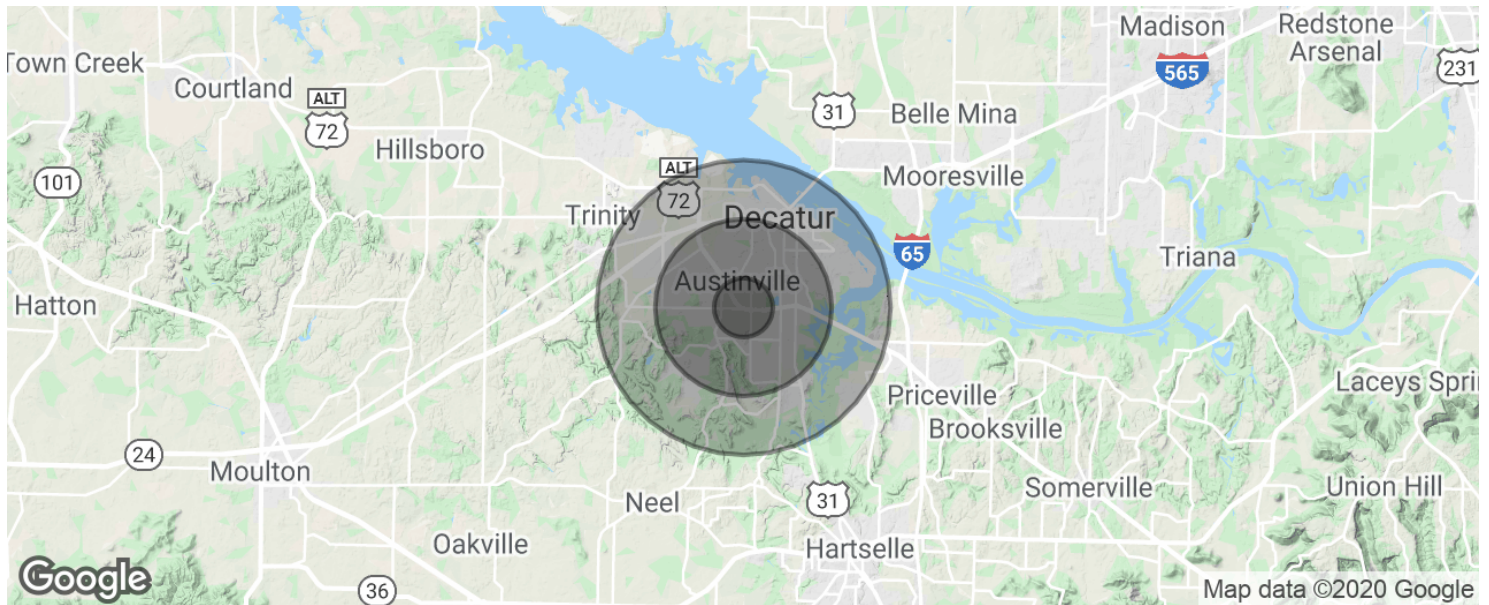 Madison
Redstone
Arsenal
Town Creek
565
231
Courtland
ALT
72
31
Belle Mina
Hillsboro
ALT
72
Mooresville
101
Trinity
Decatur
65
Triana
Austinville
Hatton
Laceys Sprin
Priceville
Brooksville
24
Moulton
Neel
31
Somerville
Union Hill
Oakville
Hartselle
Google
36
Map data ©2020 Google